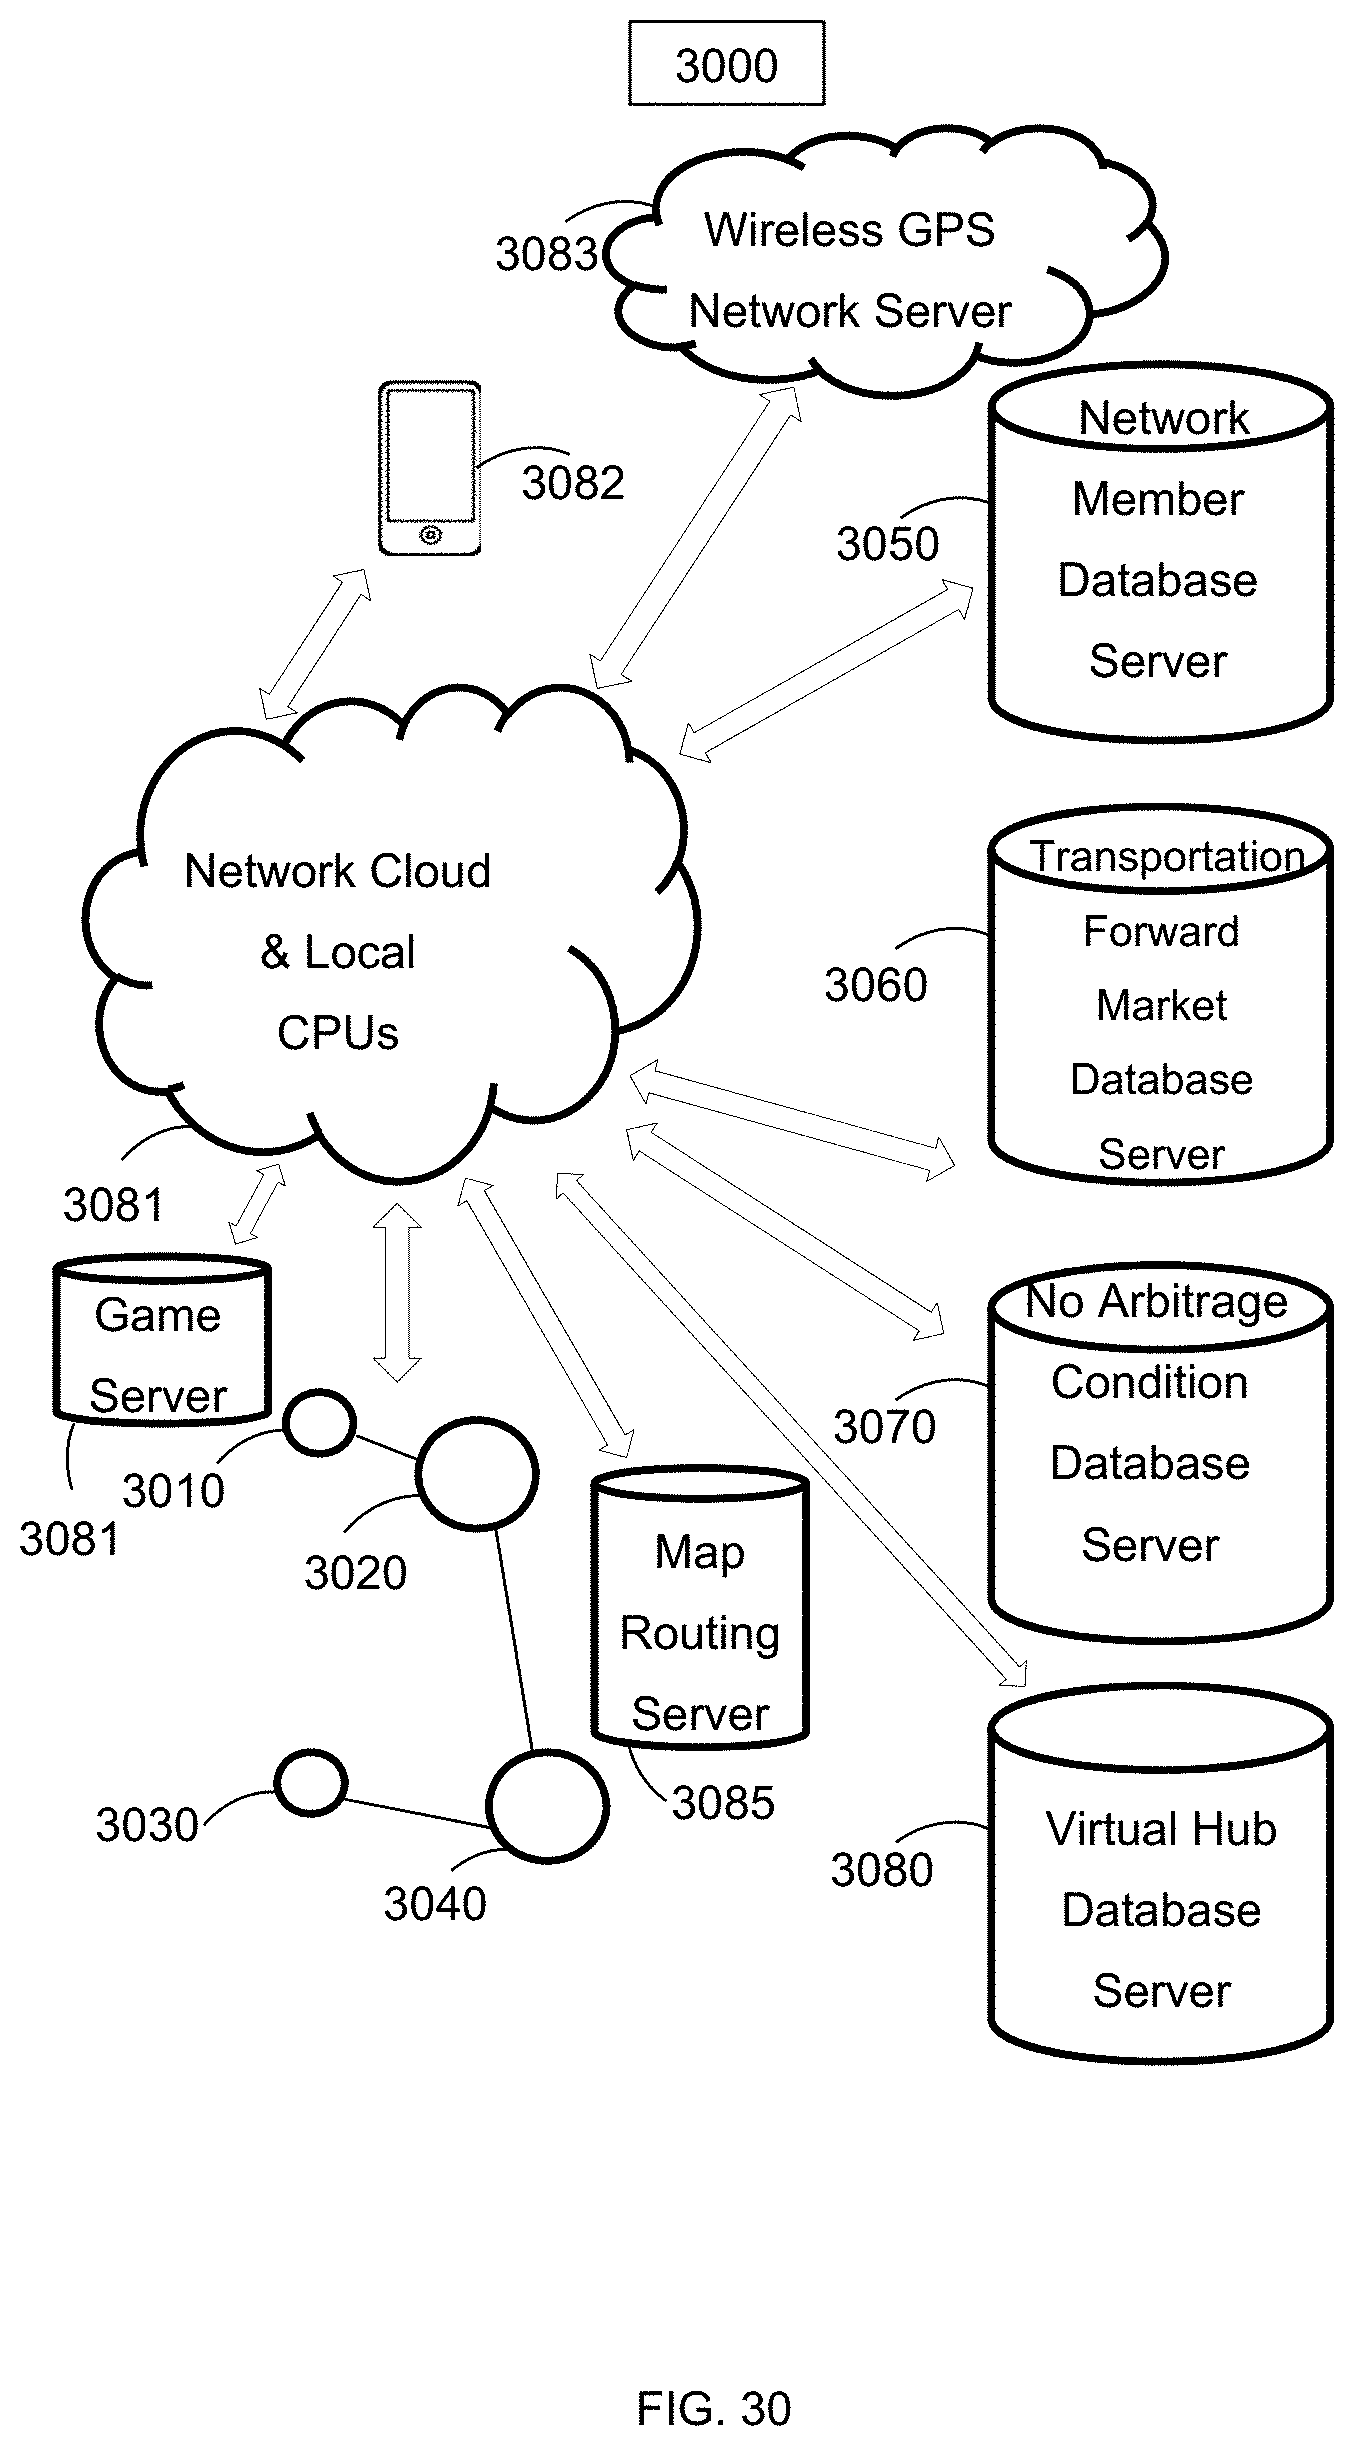 3000
Wireless GPS
Network Server
3083
3082
Network
Member
Database
Server
3050
Network Cloud
& Local
CPUs
3081
Transportation
Forward
Market
Database
Server
3060
Game
Server
3081
3010
3020
3030
3040
Map
Routing
Server
3085
No Arbitrage
Condition
Database
Server
3070
Virtual Hub
Database
Server
3080
FIG. 30